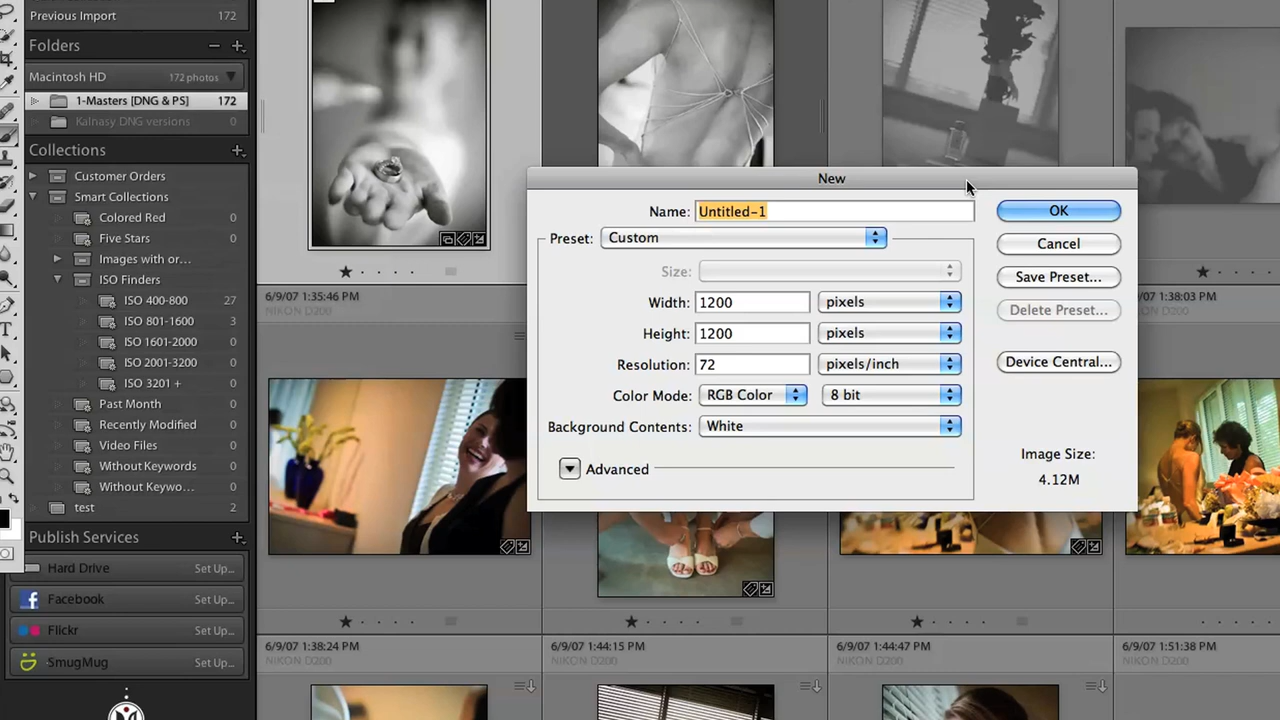 Previous Import 172
Folders
Macintosh HD 172 photos
1-Masters [DNG & PS] 172
Kalnasy DNG versions 0
Collections
Customer Orders
Smart Collections
Colored Red 0
Five Stars 0
Images with or...
ISO Finders
ISO 400-800 27
ISO 801-1600 3
ISO 1601-2000 0
ISO 2001-3200 0
ISO 3201 + 0
Past Month 0
Recently Modified 0
Video Files 0
Without Keywords 0
Without Keywo... 0
test 2
Publish Services
Hard Drive Set Up...
Facebook Set Up...
Flickr Set Up...
SmugMug Set Up...
6/9/07 1:35:46 PM
NIKON D200
6/9/07 1:38:03 PM
NIKON D200
New
Name: Untitled-1
Preset: Custom
Size:
Width: 1200 pixels
Height: 1200 pixels
Resolution: 72 pixels/inch
Color Mode: RGB Color 8 bit
Background Contents: White
Advanced
OK
Cancel
Save Preset...
Delete Preset...
Device Central...
Image Size:
4.12M
6/9/07 1:38:24 PM
NIKON D200
6/9/07 1:44:15 PM
NIKON D200
6/9/07 1:44:47 PM
NIKON D200
6/9/07 1:51:38 PM
NIKON D200